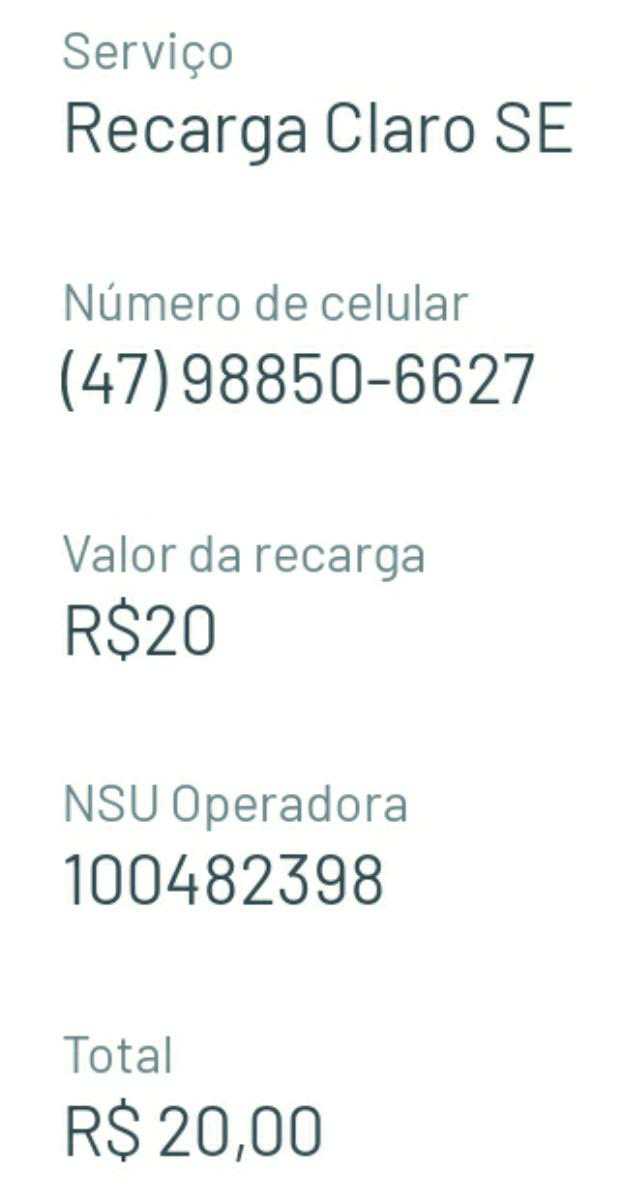 Serviço
Recarga Claro SE
Número de celular
(47) 98850-6627
Valor da recarga
R$20
NSU Operadora
100482398
Total
R$ 20,00